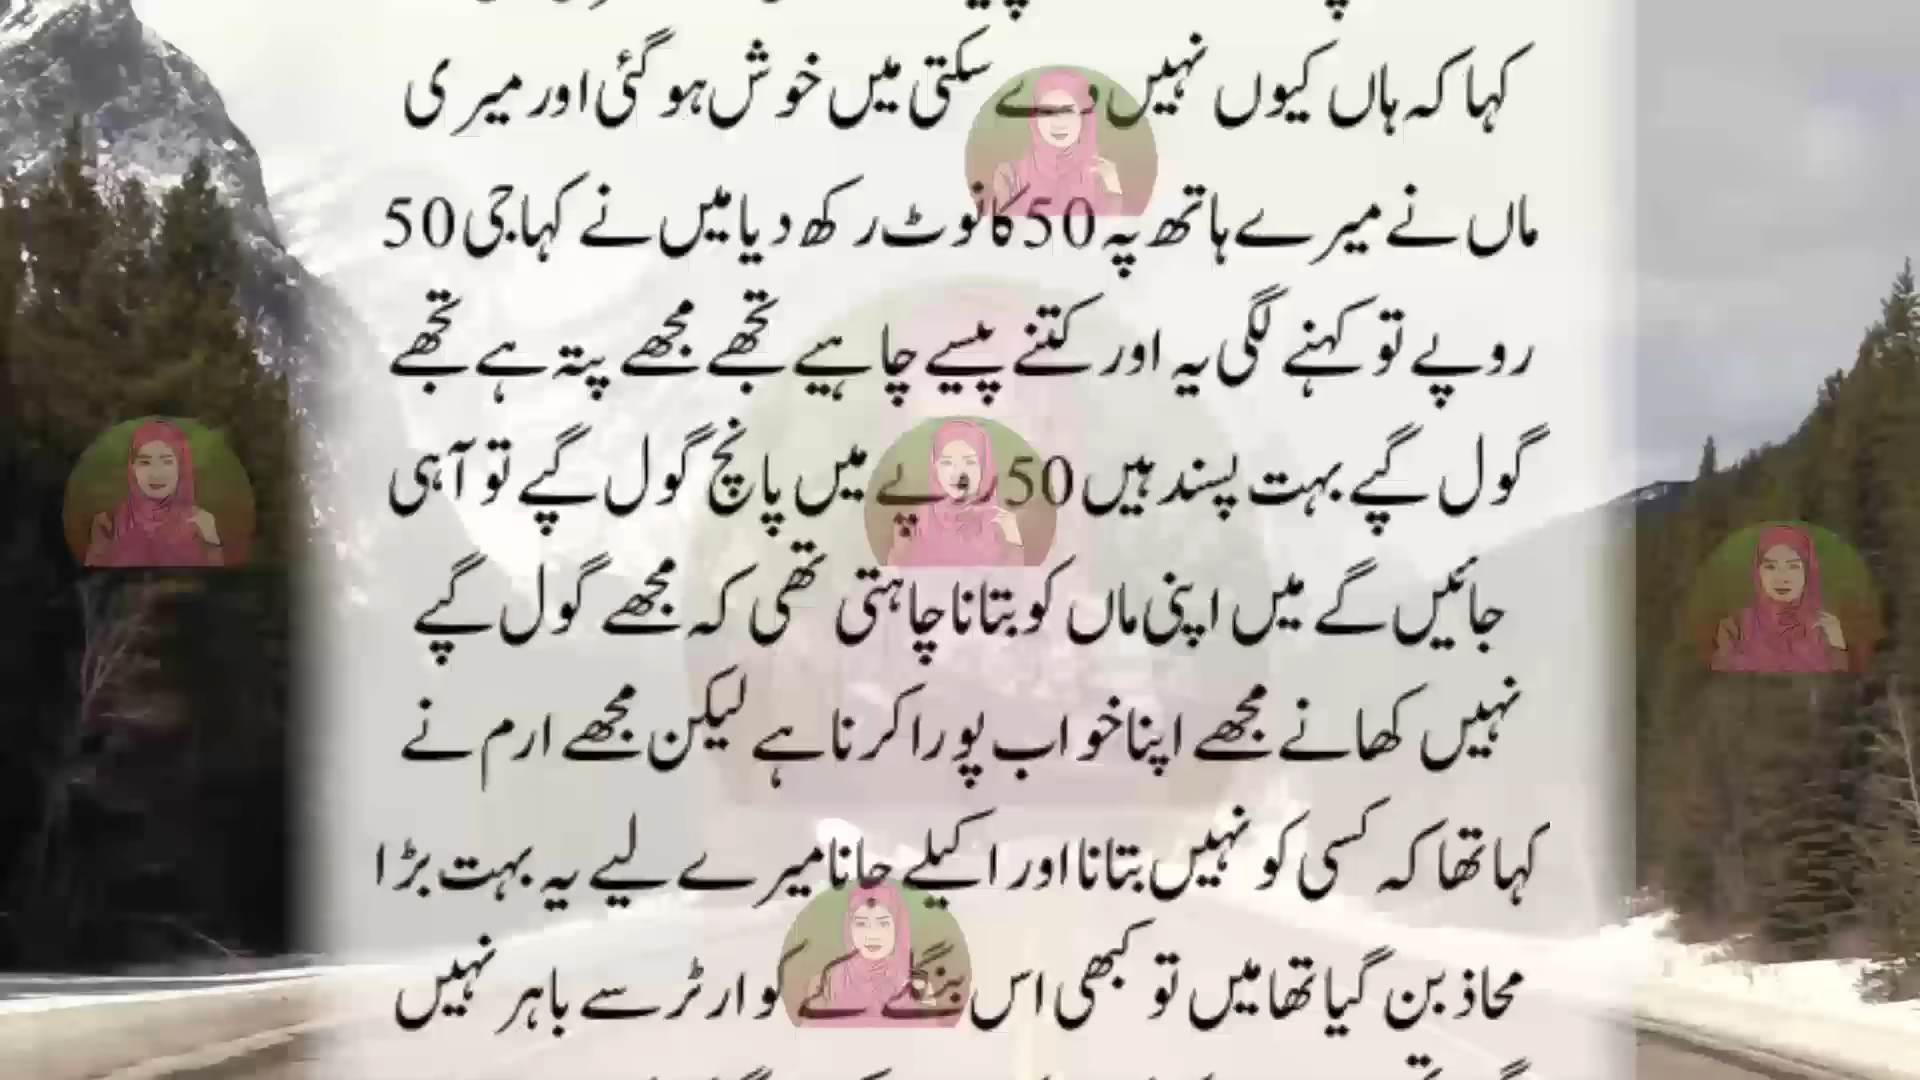 کہا کہ ہاں کیوں نہیں دے سکتی میں خوش ہو گئی اور میری
ماں نے میرے ہاتھ پہ 50 کا نوٹ رکھ دیا میں نے کہا جی 50
روپے تو کہنے لگی یہ اور کتنے پیسے چاہیے تجھے مجھے پتہ ہے تجھے
گول گپے بہت پسند ہیں 50 روپے میں پانچ گول گپے تو آ ہی
جائیں گے میں اپنی ماں کو بتانا چاہتی تھی کہ مجھے گول گپے
نہیں کھانے مجھے اپنا خواب پورا کرنا ہے لیکن مجھے ارم نے
کہا تھا کہ کسی کو نہیں بتانا اور اکیلے جانا میرے لیے یہ بہت بڑا
محاذ بن گیا تھا میں تو کبھی اس بنگلے کے کوارٹر سے باہر نہیں